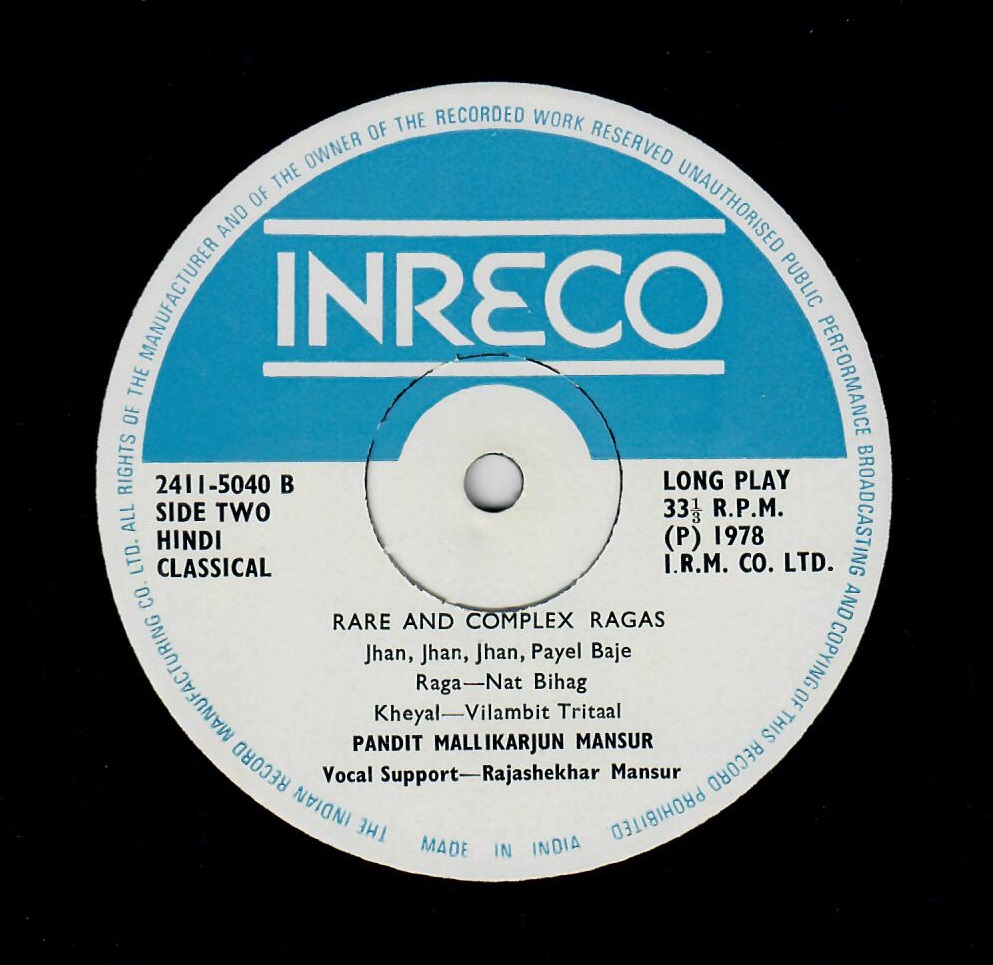 THE INDIAN RECORD MANUFACTURING CO. LTD. ALL RIGHTS OF THE MANUFACTURER AND OF THE OWNER OF THE RECORDED WORK RESERVED UNAUTHORISED PUBLIC PERFORMANCE BROADCASTING AND COPYING OF THIS RECORD PROHIBITED.
INRECO
2411-5040 B
SIDE TWO
HINDI
CLASSICAL
LONG PLAY
33⅓ R.P.M.
(P) 1978
I.R.M. CO. LTD.
RARE AND COMPLEX RAGAS
Jhan, Jhan, Jhan, Payel Baje
Raga—Nat Bihag
Kheyal—Vilambit Tritaal
PANDIT MALLIKARJUN MANSUR
Vocal Support—Rajashekhar Mansur
MADE IN INDIA